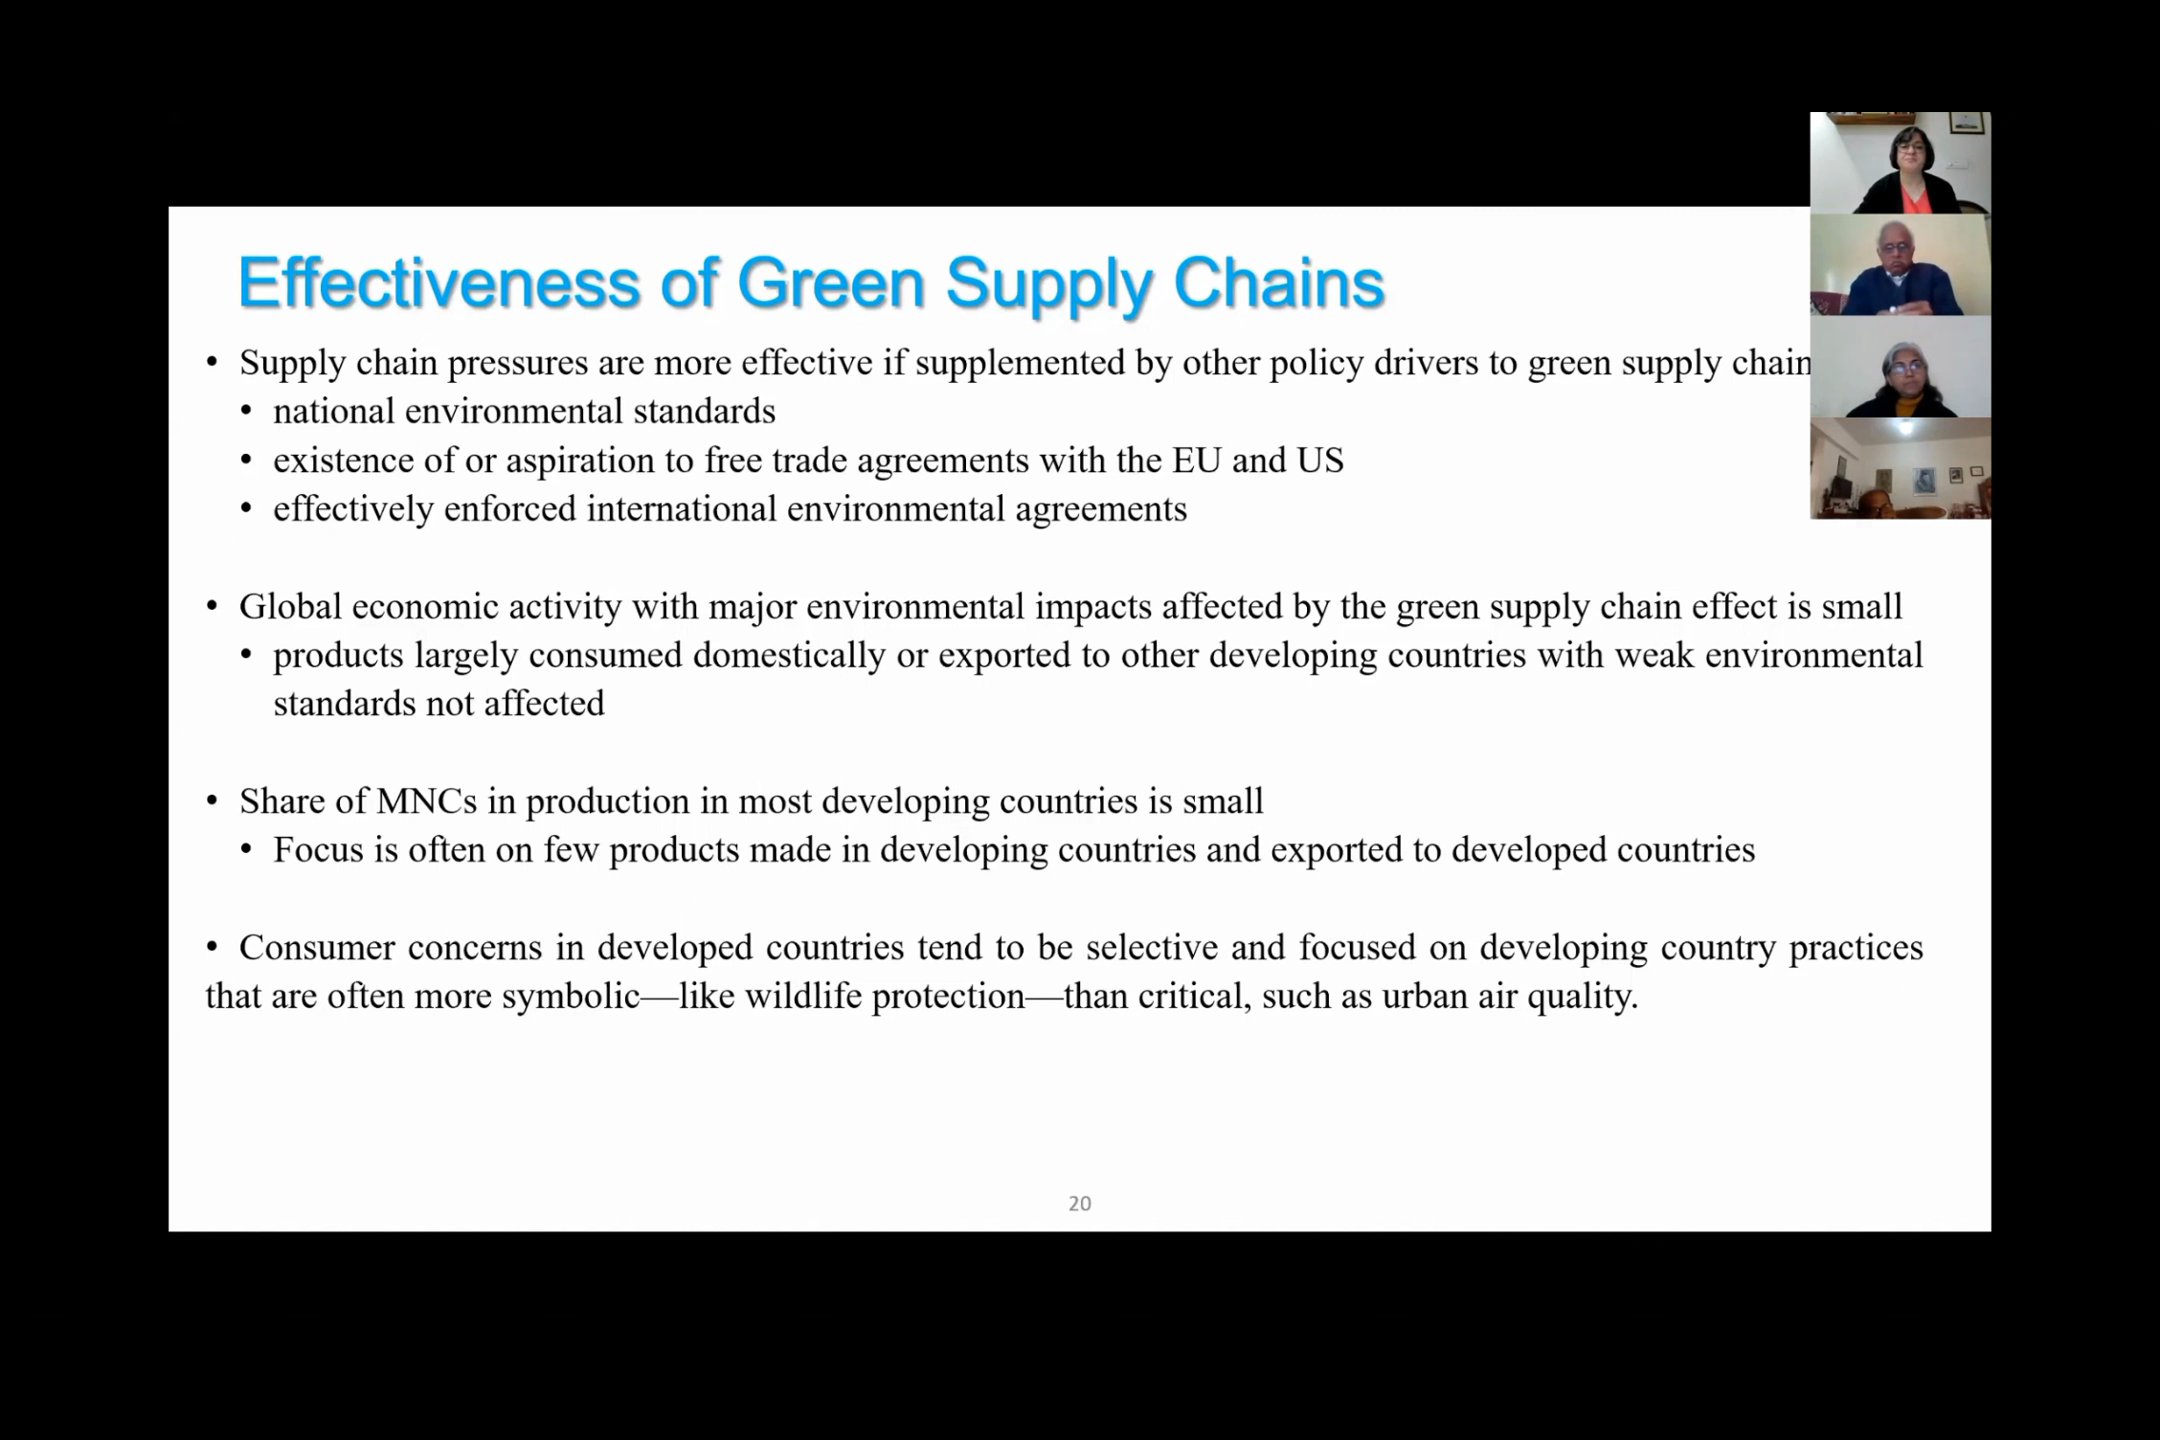 Effectiveness of Green Supply Chains
• Supply chain pressures are more effective if supplemented by other policy drivers to green supply chain
• national environmental standards
• existence of or aspiration to free trade agreements with the EU and US
• effectively enforced international environmental agreements
• Global economic activity with major environmental impacts affected by the green supply chain effect is small
• products largely consumed domestically or exported to other developing countries with weak environmental
standards not affected
• Share of MNCs in production in most developing countries is small
• Focus is often on few products made in developing countries and exported to developed countries
• Consumer concerns in developed countries tend to be selective and focused on developing country practices
that are often more symbolic—like wildlife protection—than critical, such as urban air quality.
20